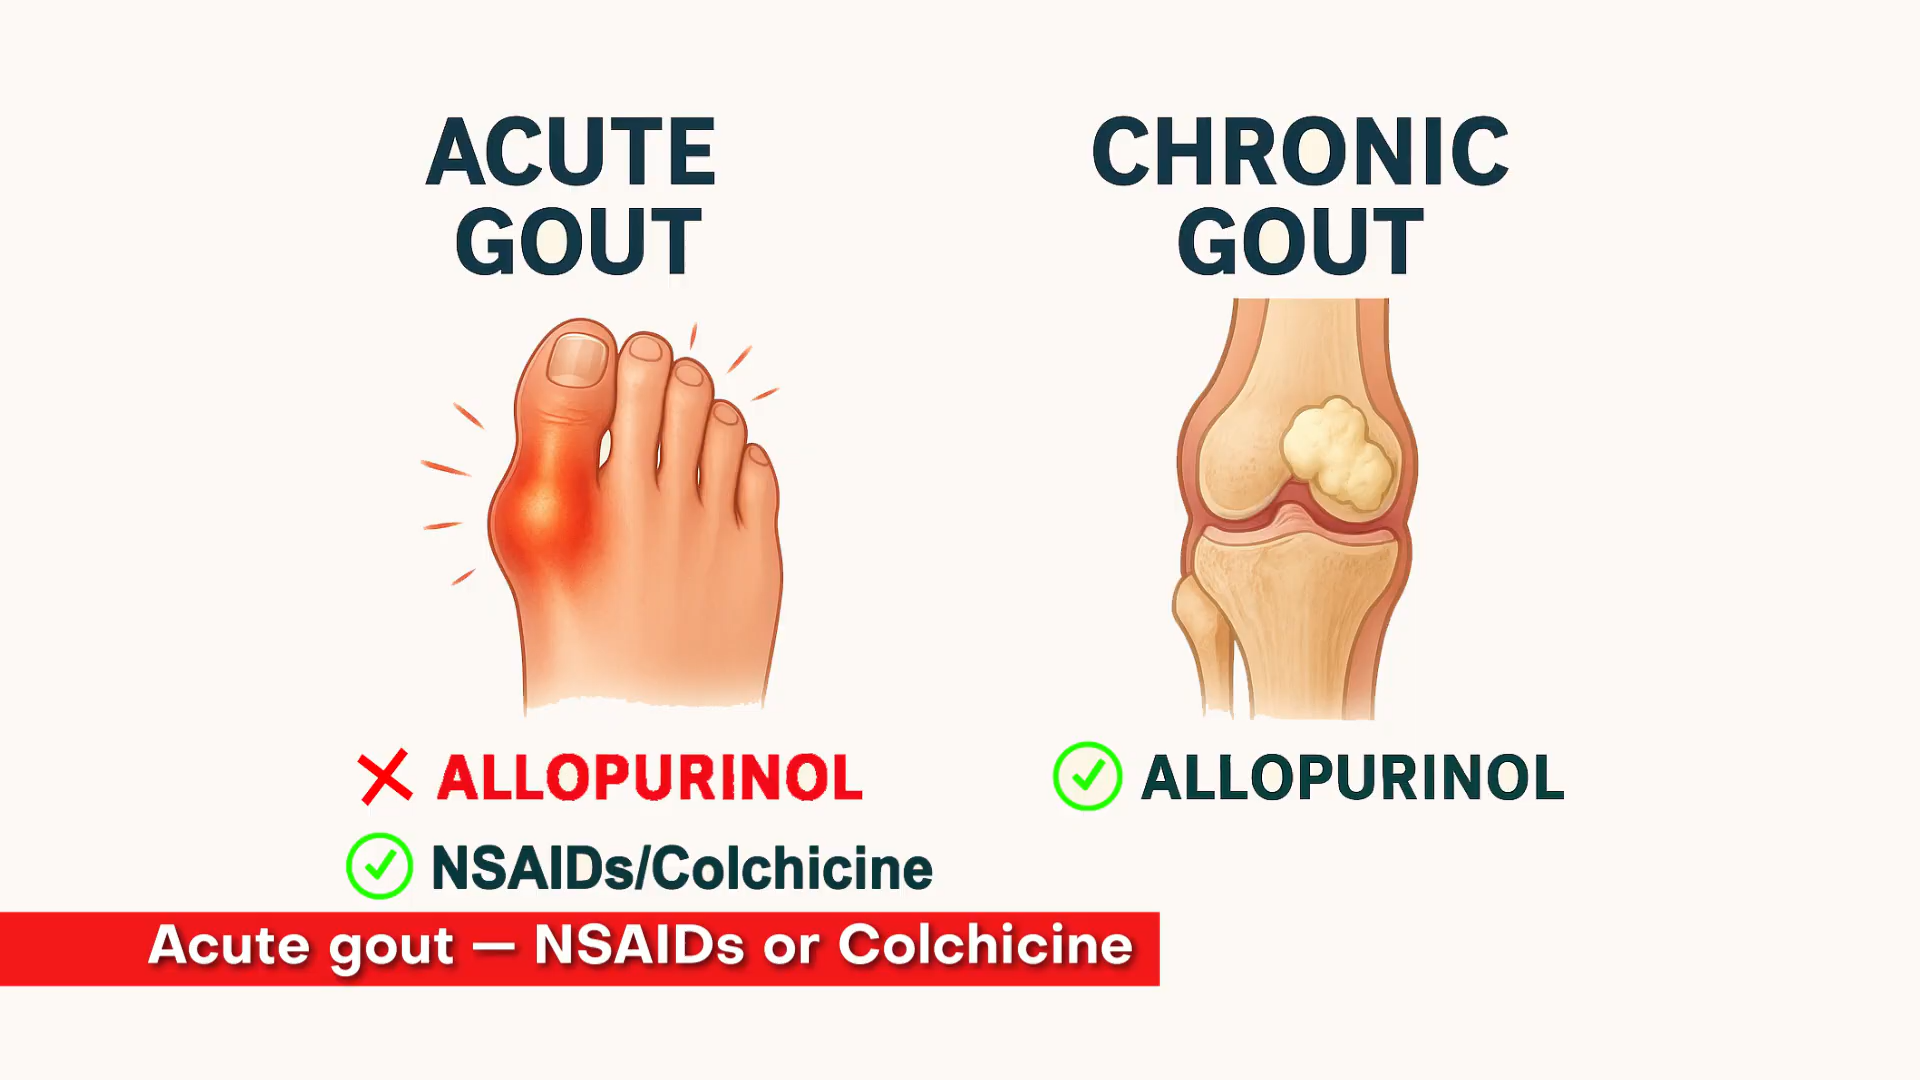 ACUTE
GOUT
ALLOPURINOL
NSAIDs/Colchicine
CHRONIC
GOUT
ALLOPURINOL
Acute gout — NSAIDs or Colchicine